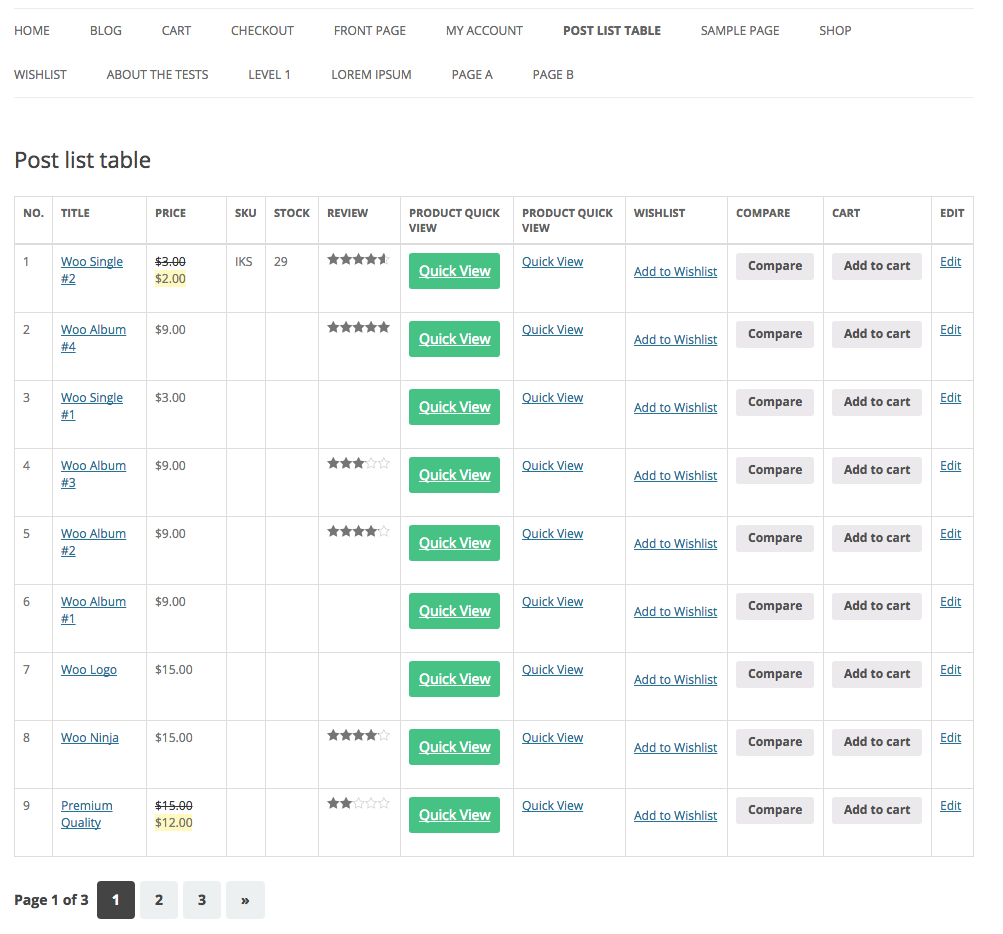 HOME BLOG CART CHECKOUT FRONT PAGE MY ACCOUNT POST LIST TABLE SAMPLE PAGE SHOP
WISHLIST ABOUT THE TESTS LEVEL 1 LOREM IPSUM PAGE A PAGE B
Post list table
NO. TITLE PRICE SKU STOCK REVIEW PRODUCT QUICK VIEW PRODUCT QUICK VIEW WISHLIST COMPARE CART EDIT
1 Woo Single #2 $3.00 $2.00 IKS 29 Quick View Quick View Add to Wishlist Compare Add to cart Edit
2 Woo Album #4 $9.00 Quick View Quick View Add to Wishlist Compare Add to cart Edit
3 Woo Single #1 $3.00 Quick View Quick View Add to Wishlist Compare Add to cart Edit
4 Woo Album #3 $9.00 Quick View Quick View Add to Wishlist Compare Add to cart Edit
5 Woo Album #2 $9.00 Quick View Quick View Add to Wishlist Compare Add to cart Edit
6 Woo Album #1 $9.00 Quick View Quick View Add to Wishlist Compare Add to cart Edit
7 Woo Logo $15.00 Quick View Quick View Add to Wishlist Compare Add to cart Edit
8 Woo Ninja $15.00 Quick View Quick View Add to Wishlist Compare Add to cart Edit
9 Premium Quality $15.00 $12.00 Quick View Quick View Add to Wishlist Compare Add to cart Edit
Page 1 of 3 1 2 3 »